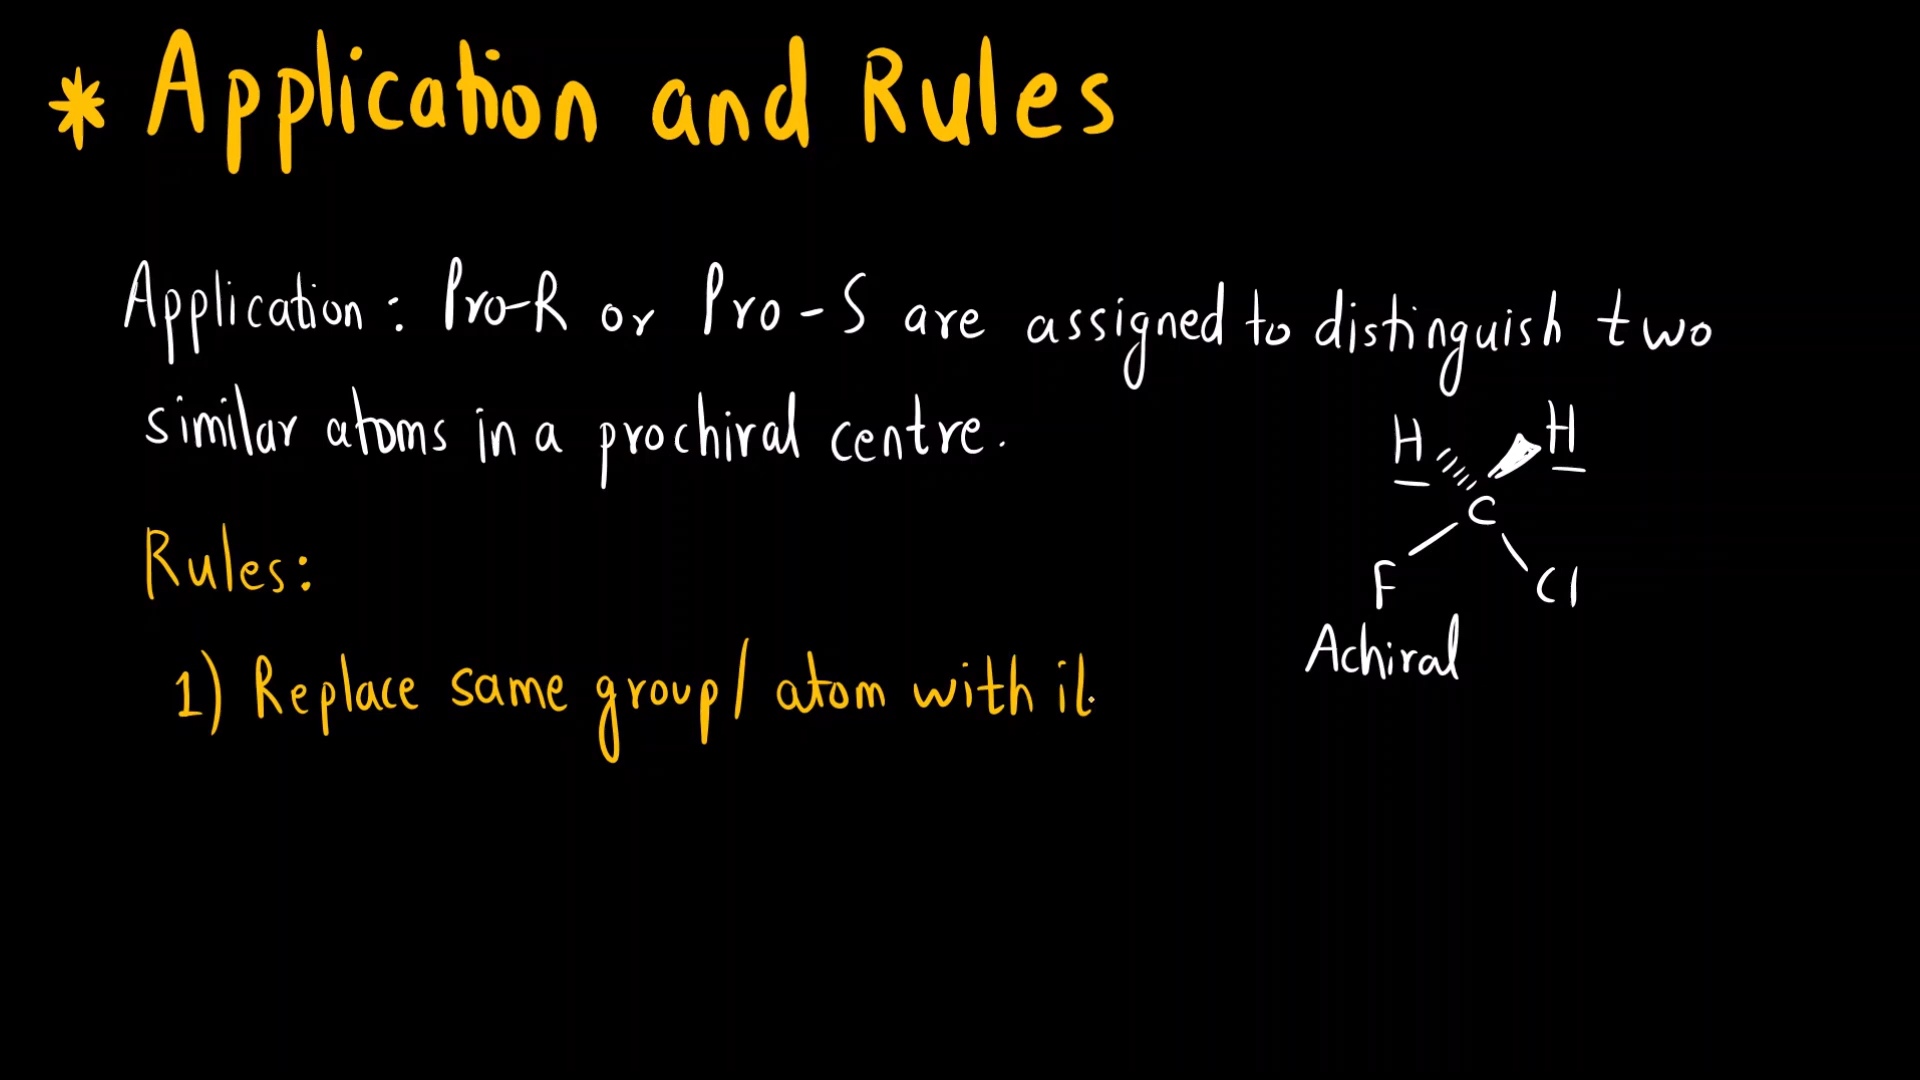 * Application and Rules
Application: Pro-R or Pro-S are assigned to distinguish two
similar atoms in a prochiral centre.
H H
C
F Cl
Achiral
Rules:
1) Replace same group/atom with